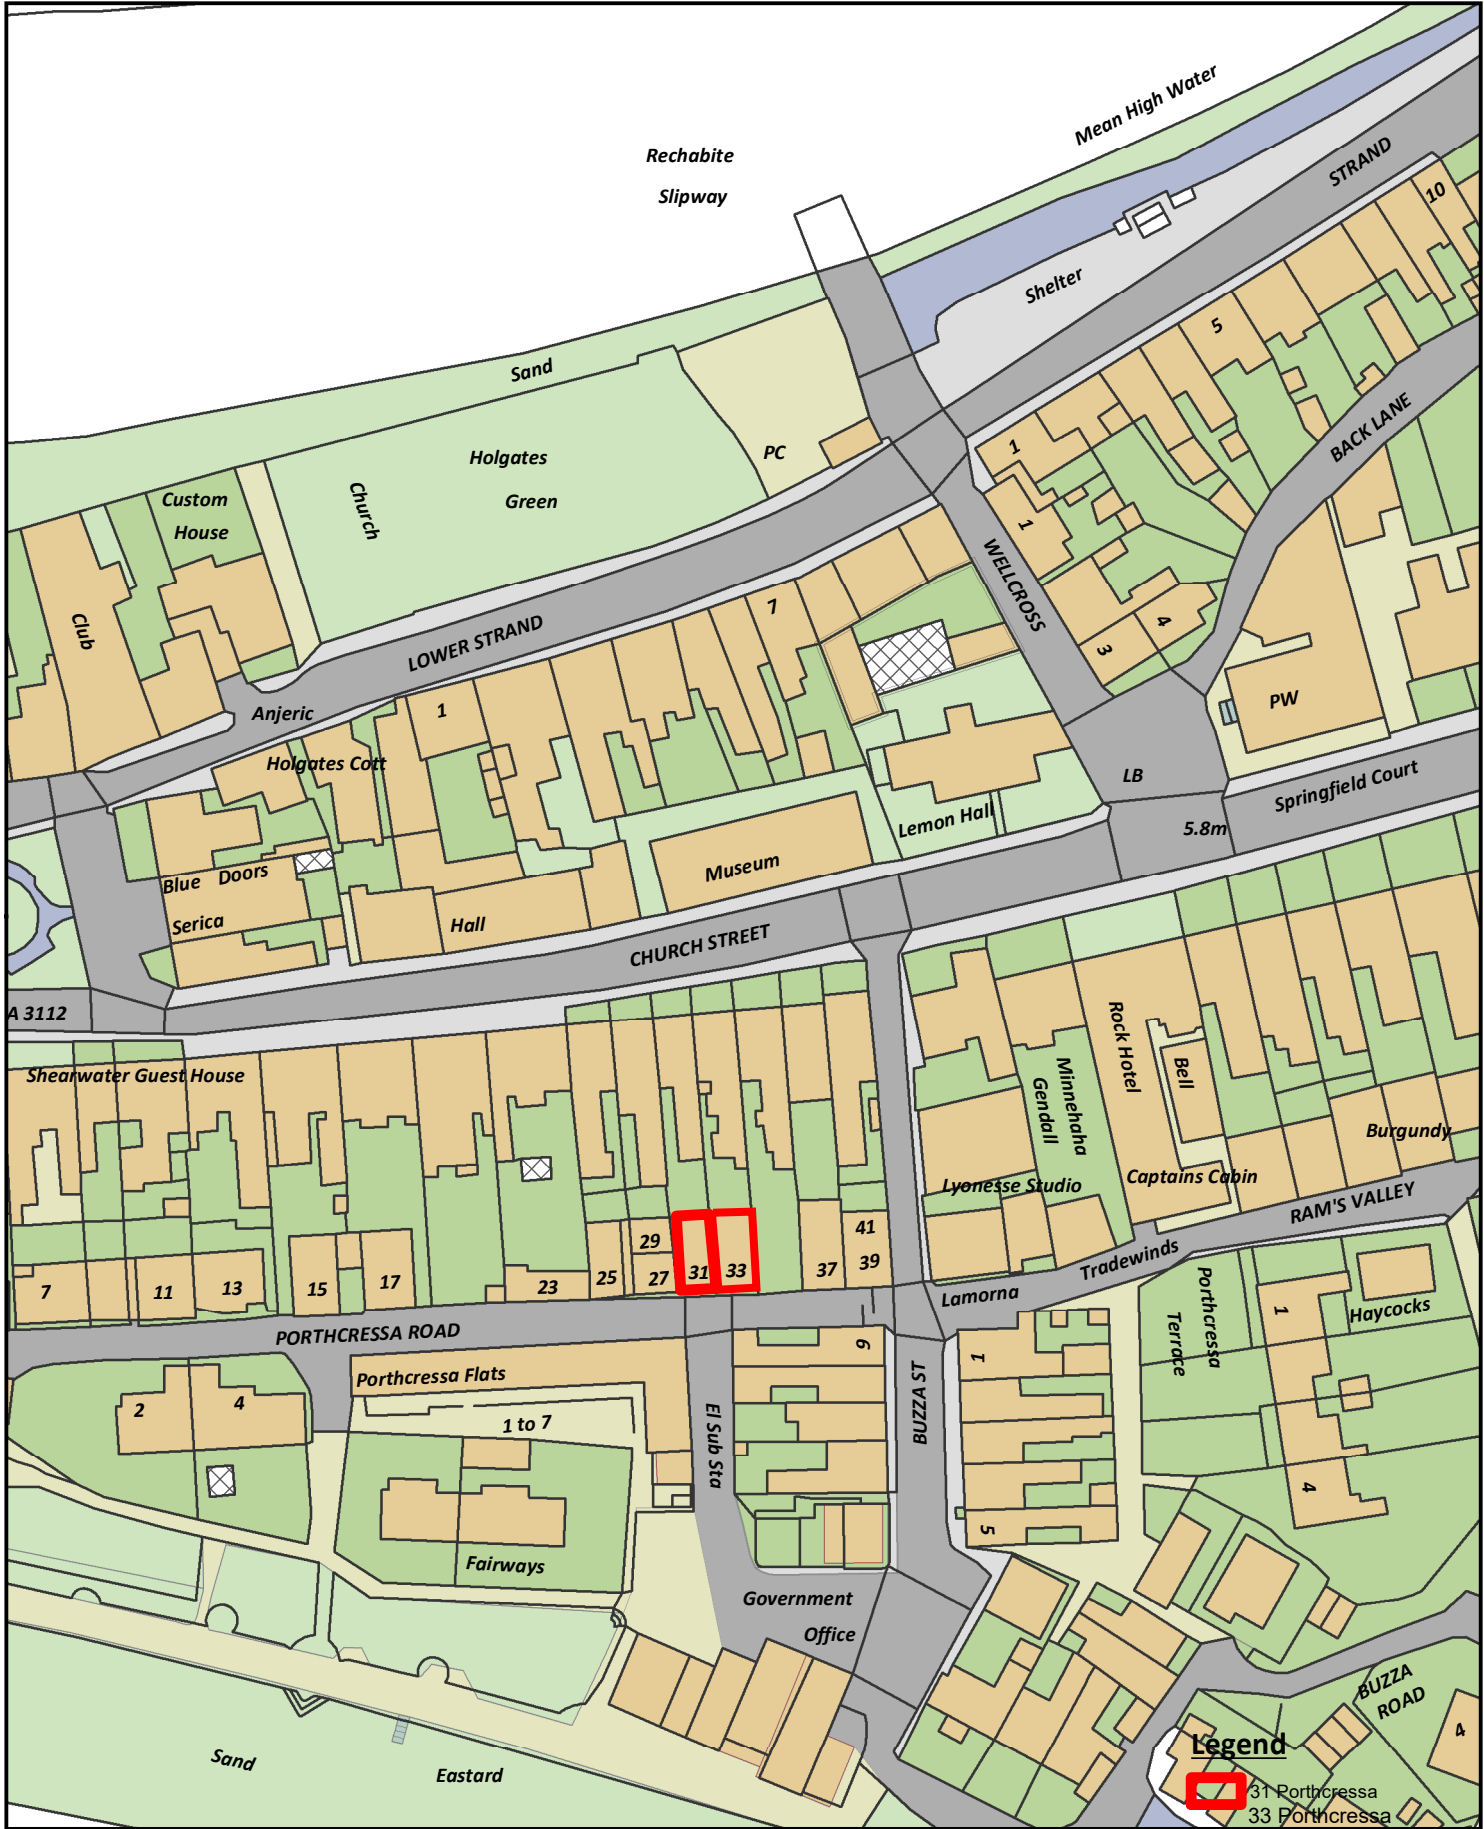 Mean High Water
Rechabite
Slipway
STRAND
10
Shelter
5
Sand
BACK LANE
Holgates
Green
PC
1
Custom
House
Church
1
WELLCROSS
Club
LOWER STRAND
7
4
3
Anjeric
1
PW
Holgates Cott
LB
Springfield Court
Lemon Hall
5.8m
Museum
Blue Doors
Serica
Hall
CHURCH STREET
A 3112
Rock Hotel
Shearwater Guest House
Bell
Minnehaha
Gendall
Burgundy
Captains Cabin
Lyonesse Studio
RAM'S VALLEY
29
41
7
11
13
15
17
23
25
27
31
33
37
39
Tradewinds
Lamorna
Porthcressa
Terrace
1
Haycocks
PORTHCRESSA ROAD
9
1
Porthcressa Flats
2
4
1 to 7
El Sub Sta
BUZZA ST
4
5
Fairways
Government
Office
BUZZA
ROAD
4
Sand
Eastard
Legend
31 Porthcressa
33 Porthcressa